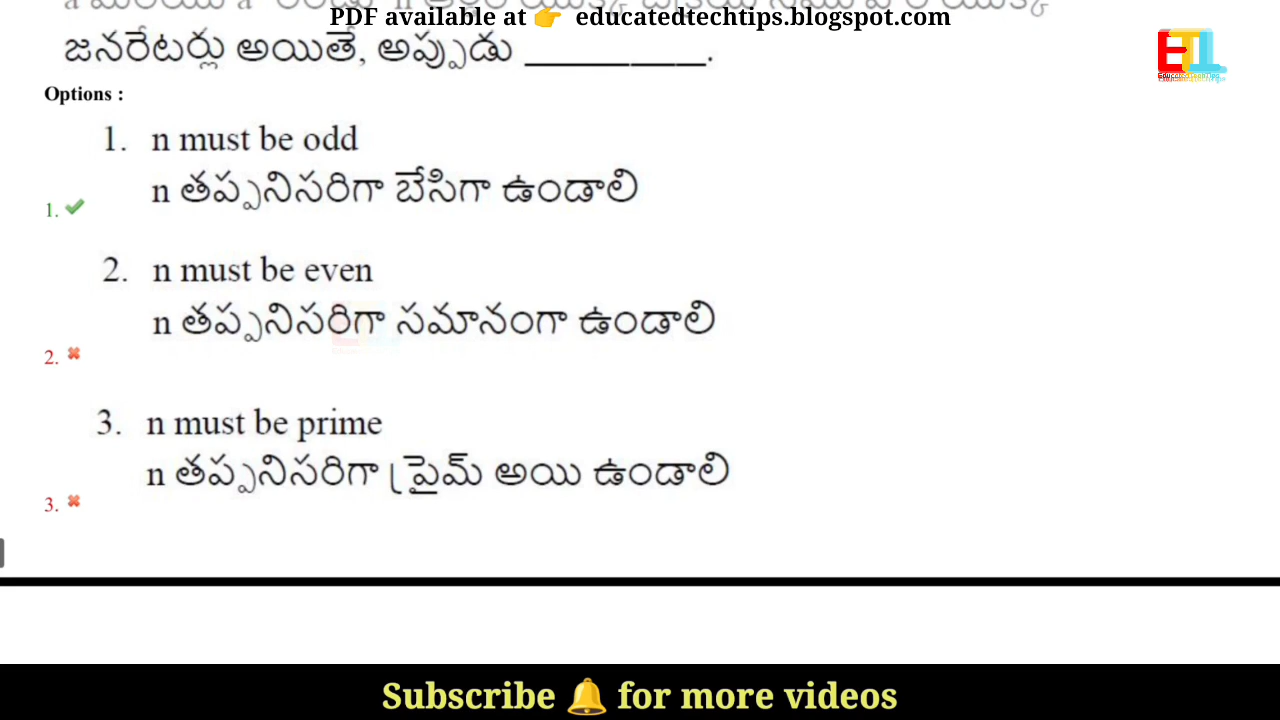 PDF available at 👉 educatedtechtips.blogspot.com
జనరేటర్లు అయితే, అప్పుడు __________.
Options :
1. n must be odd
n తప్పనిసరిగా బేసిగా ఉండాలి
1.
2. n must be even
n తప్పనిసరిగా సమానంగా ఉండాలి
2.
3. n must be prime
n తప్పనిసరిగా ప్రైమ్ అయి ఉండాలి
3.
Subscribe 🔔 for more videos